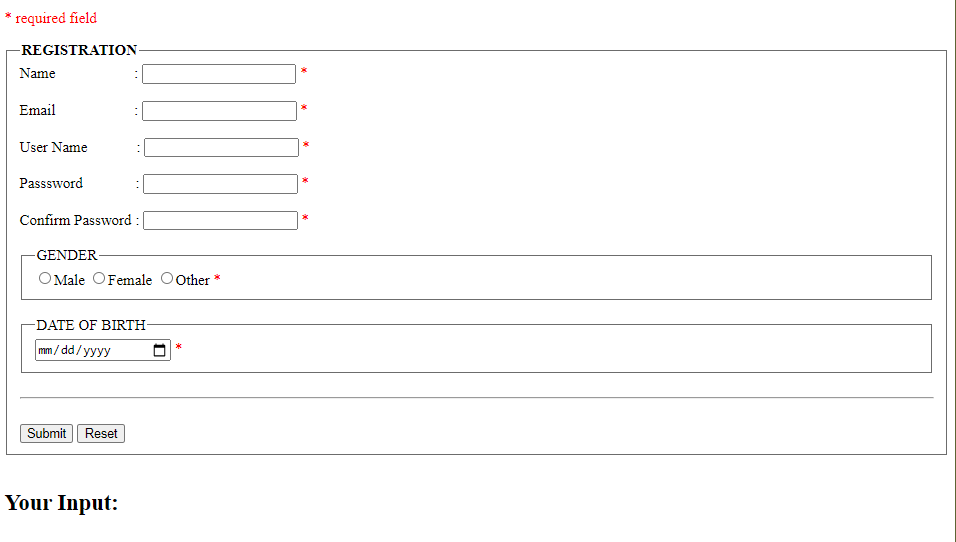 * required field
REGISTRATION
Name : *
Email : *
User Name : *
Passsword : *
Confirm Password : *
GENDER
Male Female Other *
DATE OF BIRTH
mm/dd/yyyy *
Submit Reset
Your Input: